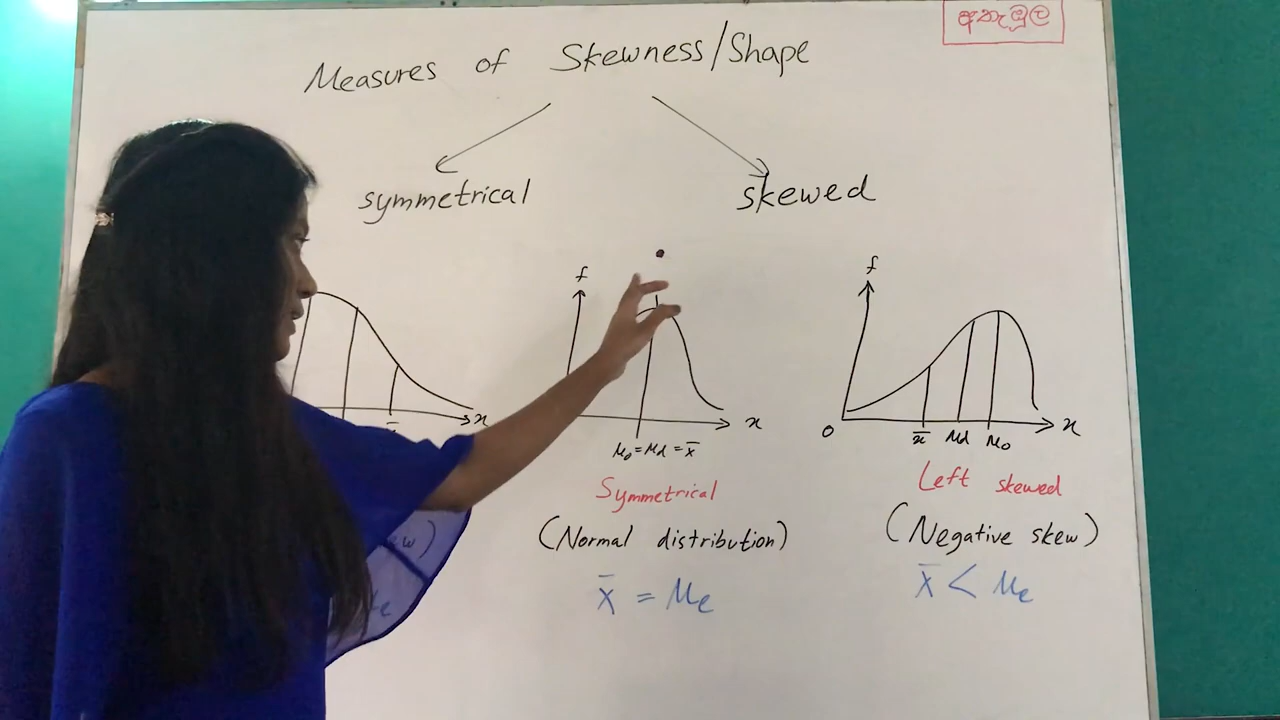 අතැඹුල
Measures of Skewness/Shape
symmetrical
skewed
f
x
f
x
Mo = Md = x̄
Symmetrical
(Normal distribution)
x̄ = Me
f
0
x
x̄ Md Mo
Left skewed
(Negative skew)
x̄ < Me